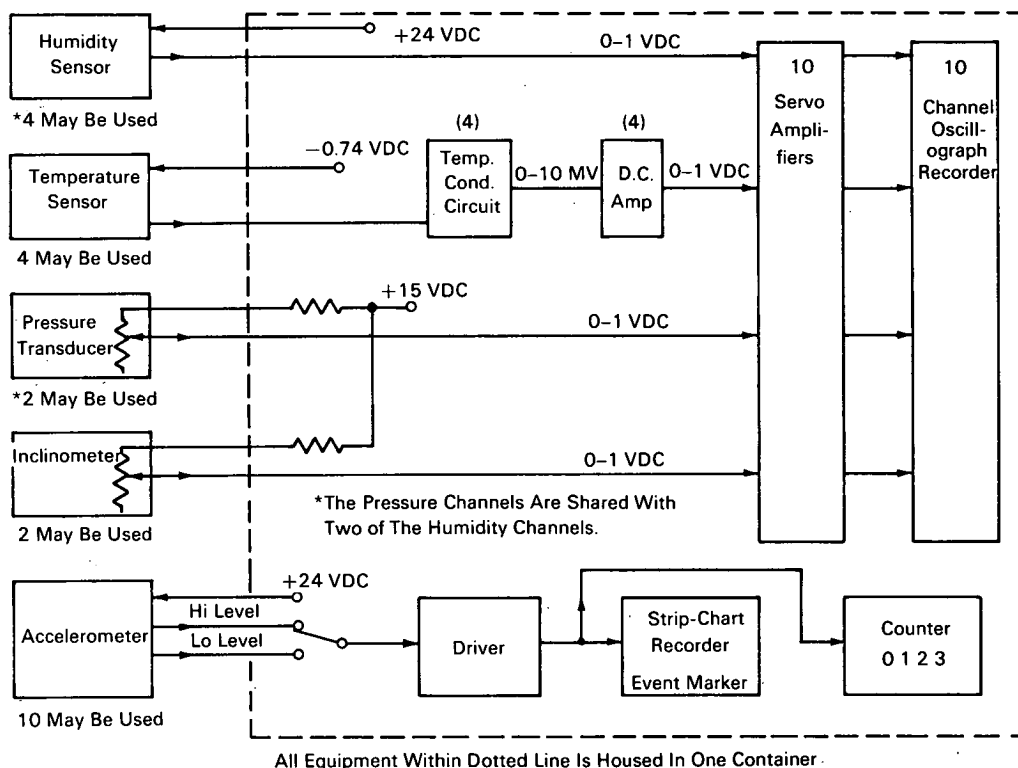 Humidity
Sensor
*4 May Be Used
+24 VDC
0–1 VDC
10
Servo
Ampli-
fiers
10
Channel
Oscill-
ograph
Recorder
Temperature
Sensor
4 May Be Used
−0.74 VDC
(4)
Temp.
Cond.
Circuit
0–10 MV
(4)
D.C.
Amp
0–1 VDC
Pressure
Transducer
*2 May Be Used
+15 VDC
0–1 VDC
Inclinometer
2 May Be Used
0–1 VDC
*The Pressure Channels Are Shared With
Two of The Humidity Channels.
Accelerometer
10 May Be Used
+24 VDC
Hi Level
Lo Level
Driver
Strip-Chart
Recorder
Event Marker
Counter
0 1 2 3
All Equipment Within Dotted Line Is Housed In One Container